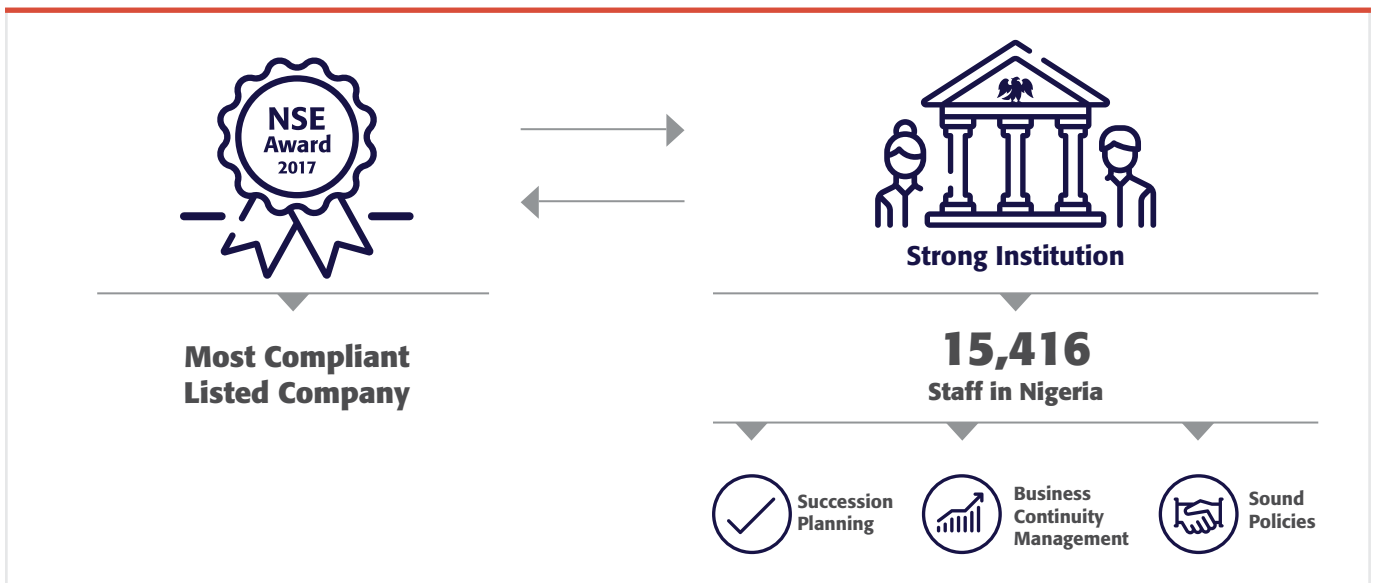 NSE
Award
2017
Most Compliant
Listed Company
Strong Institution
15,416
Staff in Nigeria
Succession
Planning
Business
Continuity
Management
Sound
Policies